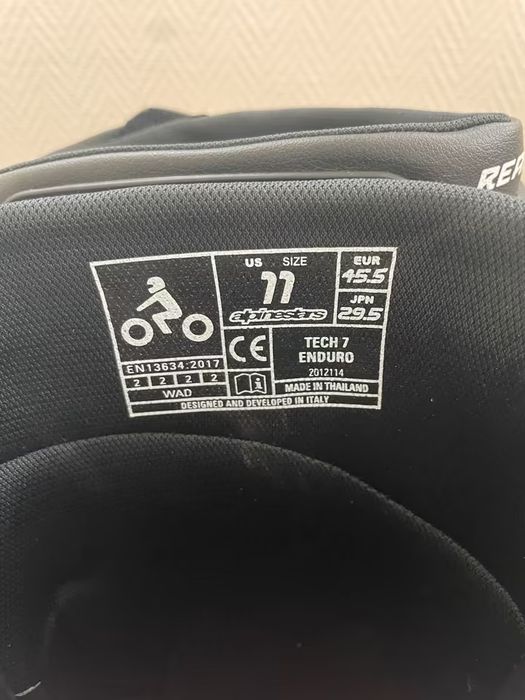 REP
US SIZE
11
alpinestars
EUR
45.5
JPN
29.5
EN13634:2017
2 2 2 2
WAD
CE
i
TECH 7
ENDURO
2012114
MADE IN THAILAND
DESIGNED AND DEVELOPED IN ITALY